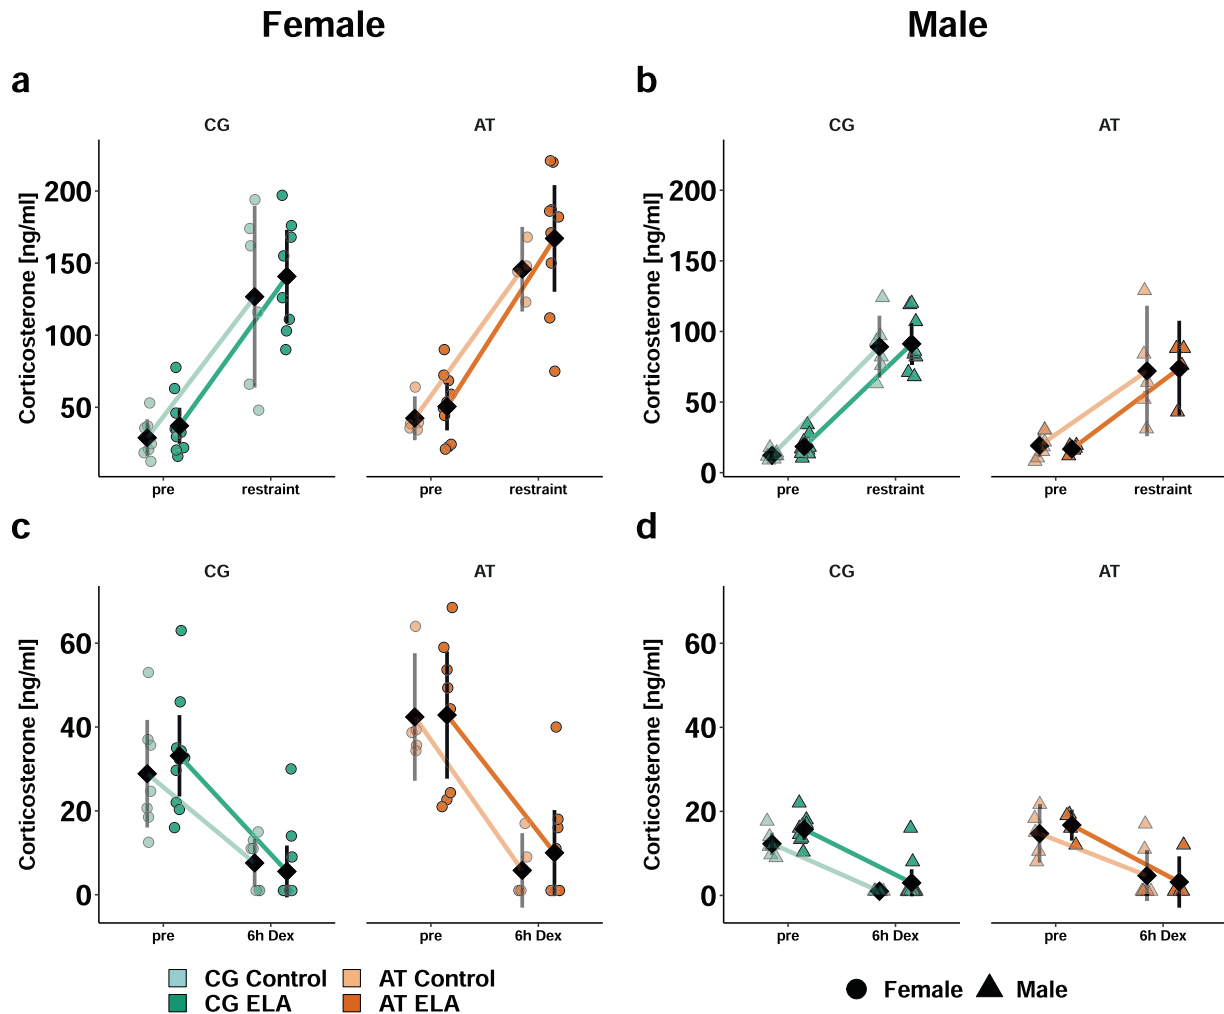 Female
Male
a
b
CG
AT
CG
AT
Corticosterone [ng/ml]
200
150
100
50
pre
restraint
pre
restraint
Corticosterone [ng/ml]
200
150
100
50
0
pre
restraint
pre
restraint
c
d
CG
AT
CG
AT
Corticosterone [ng/ml]
60
40
20
0
pre
6h Dex
pre
6h Dex
Corticosterone [ng/ml]
60
40
20
0
pre
6h Dex
pre
6h Dex
CG Control
AT Control
CG ELA
AT ELA
Female
Male